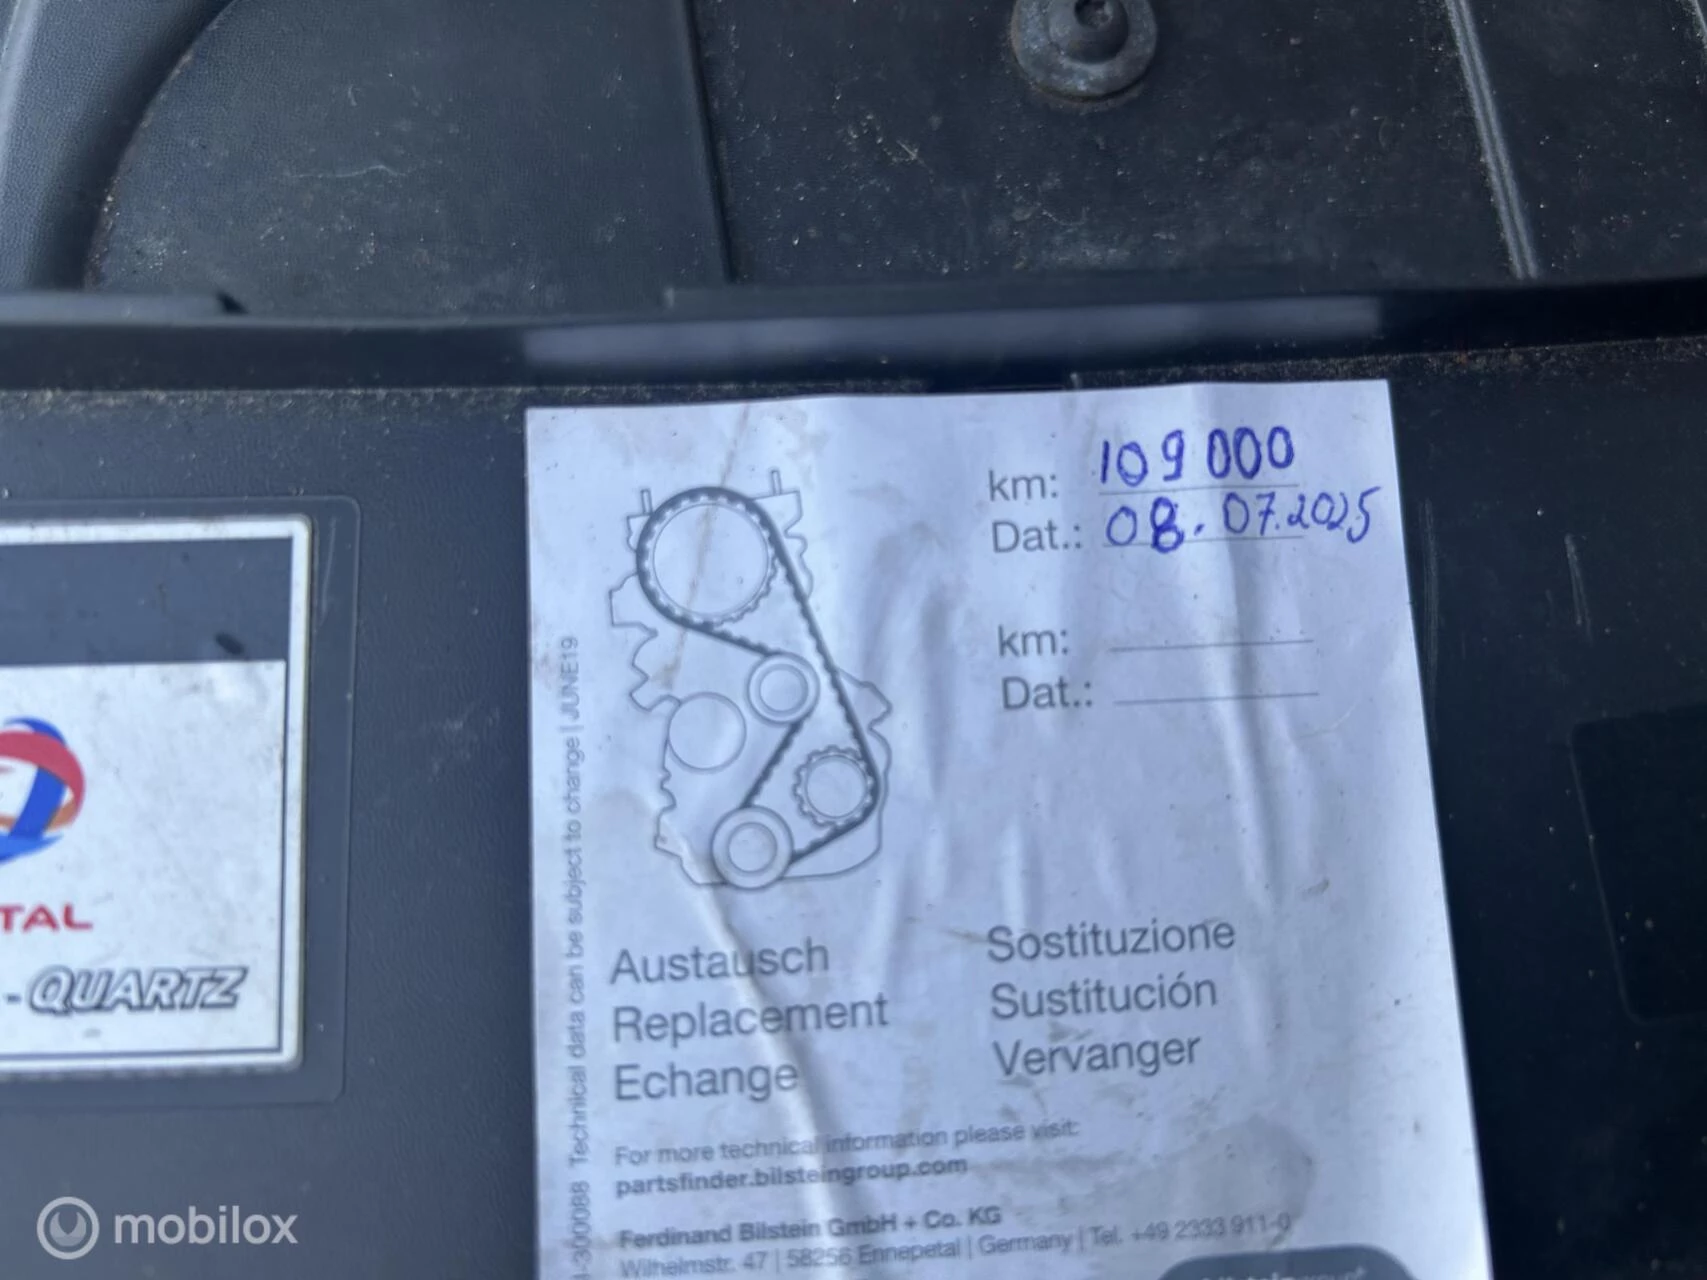 km: 109 000
Dat.: 08.07.2025
km:
Dat.:
TAL
-QUARTZ
Austausch
Replacement
Echange
Sostituzione
Sustitución
Vervanger
For more technical information please visit:
partsfinder.bilsteingroup.com
Ferdinand Bilstein GmbH + Co. KG
Wilhelmstr. 47 | 58256 Ennepetal | Germany | Tel. +49 2333 911-0
-300088 Technical data can be subject to change | JUNE19
mobilox